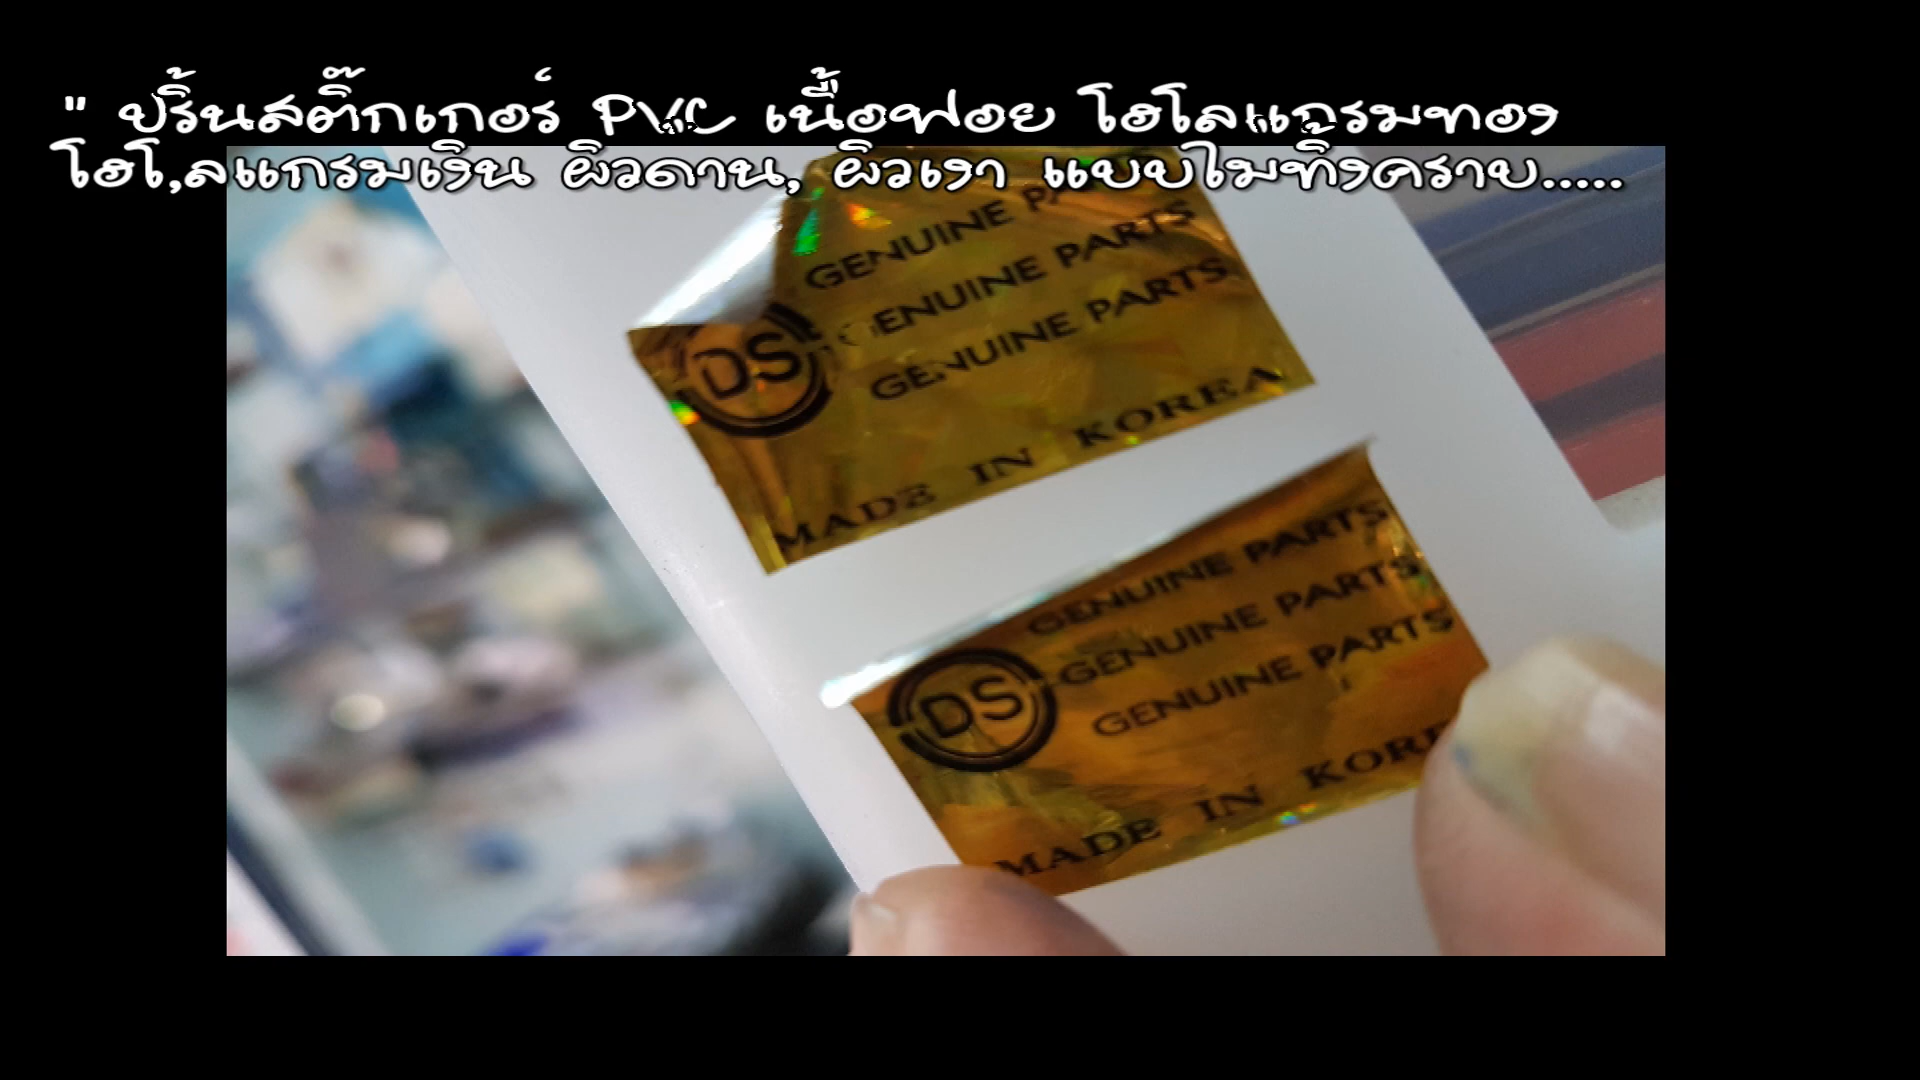 " ปริ้นสติ๊กเกอร์ PVC เนื้อฟอย โฮโลแกรมทอง
โฮโ,ลแกรมเงิน ผิวด้าน, ผิวเงา แบบไม่ทิ้งคราบ.....
GENUINE
GENUINE PARTS
GENUINE PARTS
DS
MADE IN KOREA
GENUINE PARTS
GENUINE PARTS
GENUINE PARTS
DS
MADE IN